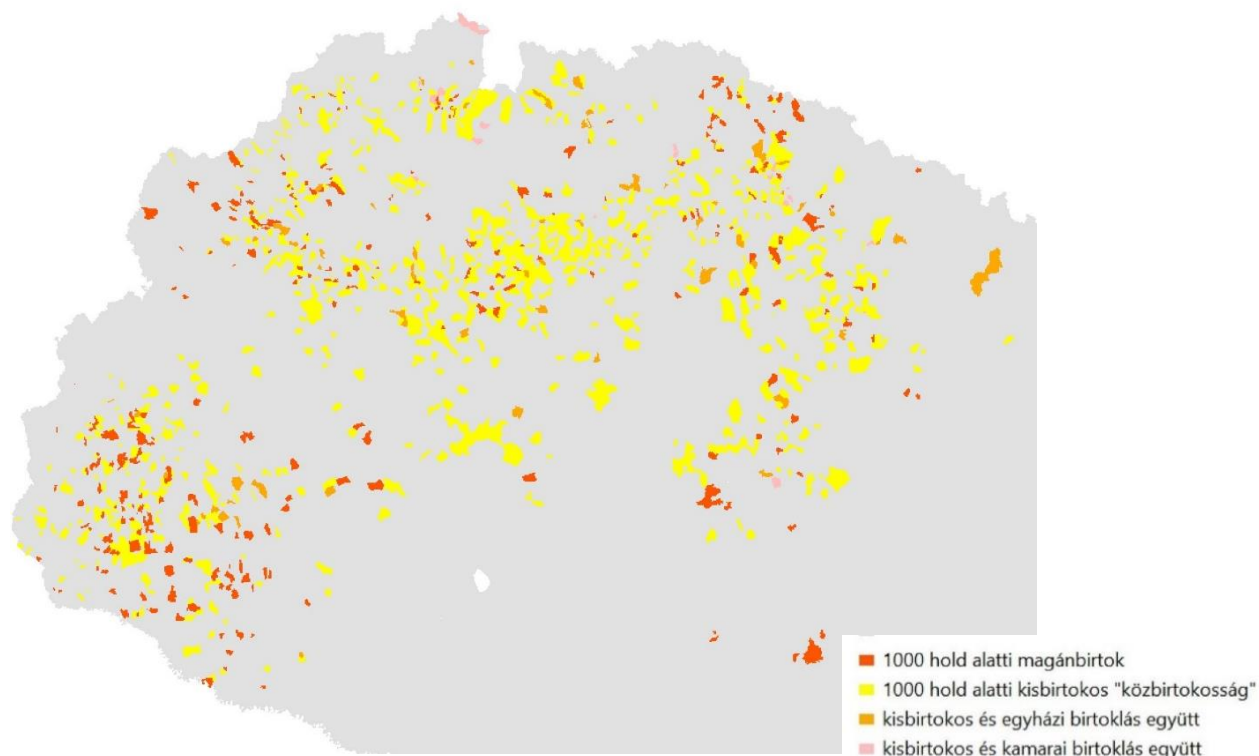 1000 hold alatti magánbirtok
1000 hold alatti kisbirtokos "közbirtokosság"
kisbirtokos és egyházi birtoklás együtt
kisbirtokos és kamarai birtoklás együtt